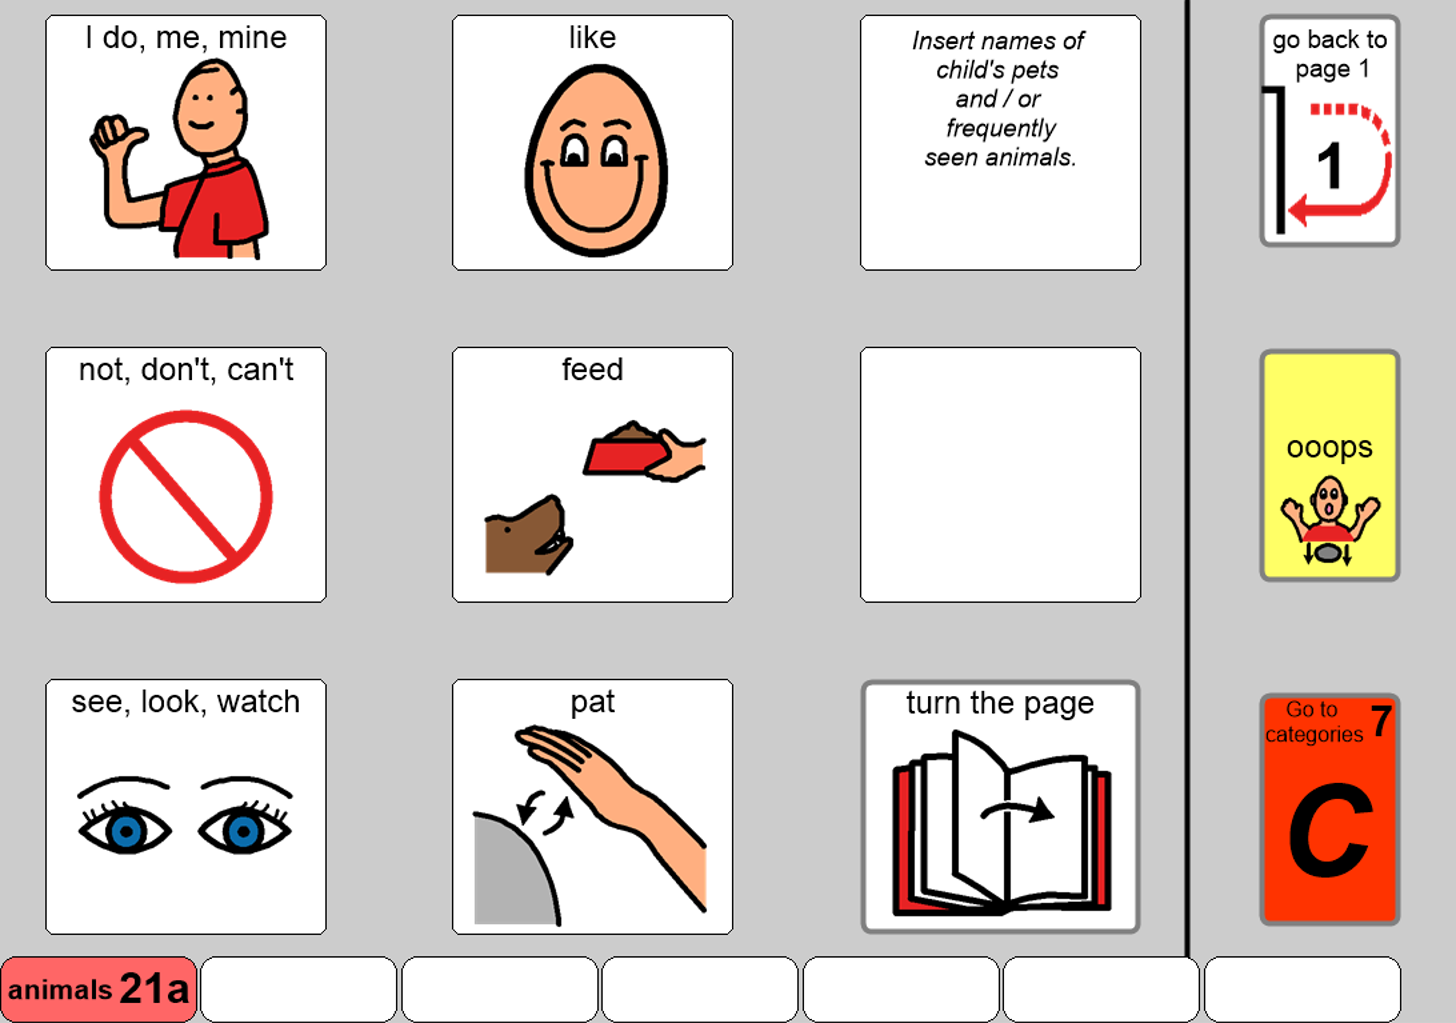 I do, me, mine
like
Insert names of
child's pets
and / or
frequently
seen animals.
go back to
page 1
1
not, don't, can't
feed
ooops
see, look, watch
pat
turn the page
Go to
categories 7
C
animals 21a